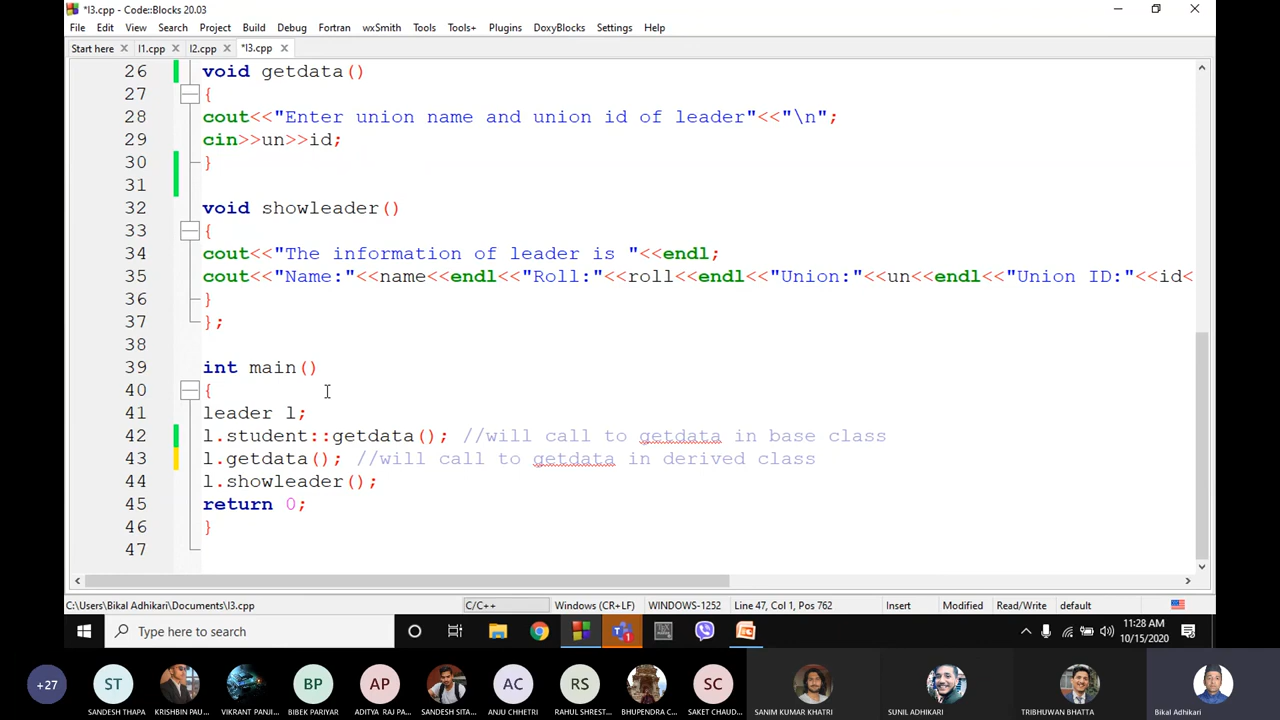 *l3.cpp - Code::Blocks 20.03
File Edit View Search Project Build Debug Fortran wxSmith Tools Tools+ Plugins DoxyBlocks Settings Help
Start here l1.cpp l2.cpp *l3.cpp
26 void getdata()
27 {
28 cout<<"Enter union name and union id of leader"<<"\n";
29 cin>>un>>id;
30 }
31
32 void showleader()
33 {
34 cout<<"The information of leader is "<<endl;
35 cout<<"Name:"<<name<<endl<<"Roll:"<<roll<<endl<<"Union:"<<un<<endl<<"Union ID:"<<id<
36 }
37 };
38
39 int main()
40 {
41 leader l;
42 l.student::getdata(); //will call to getdata in base class
43 l.getdata(); //will call to getdata in derived class
44 l.showleader();
45 return 0;
46 }
47
C:\Users\Bikal Adhikari\Documents\l3.cpp C/C++ Windows (CR+LF) WINDOWS-1252 Line 47, Col 1, Pos 762 Insert Modified Read/Write default
Type here to search
11:28 AM
10/15/2020
+27 ST BP AP AC RS SC
SANDESH THAPA KRISHBIN PAU... VIKRANT PANJI... BIBEK PARIYAR ADITYA RAJ PA... SANDESH SITA... ANJU CHHETRI RAHUL SHREST... BHUPENDRA C... SAKET CHAUD... SANIM KUMAR KHATRI SUNIL ADHIKARI TRIBHUWAN BHATTA Bikal Adhikari